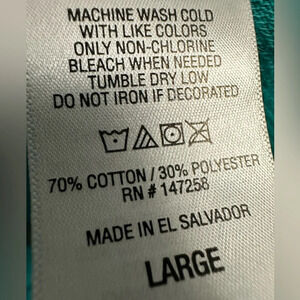 MACHINE WASH COLD
WITH LIKE COLORS
ONLY NON-CHLORINE
BLEACH WHEN NEEDED
TUMBLE DRY LOW
DO NOT IRON IF DECORATED
70% COTTON / 30% POLYESTER
RN # 147258
MADE IN EL SALVADOR
LARGE